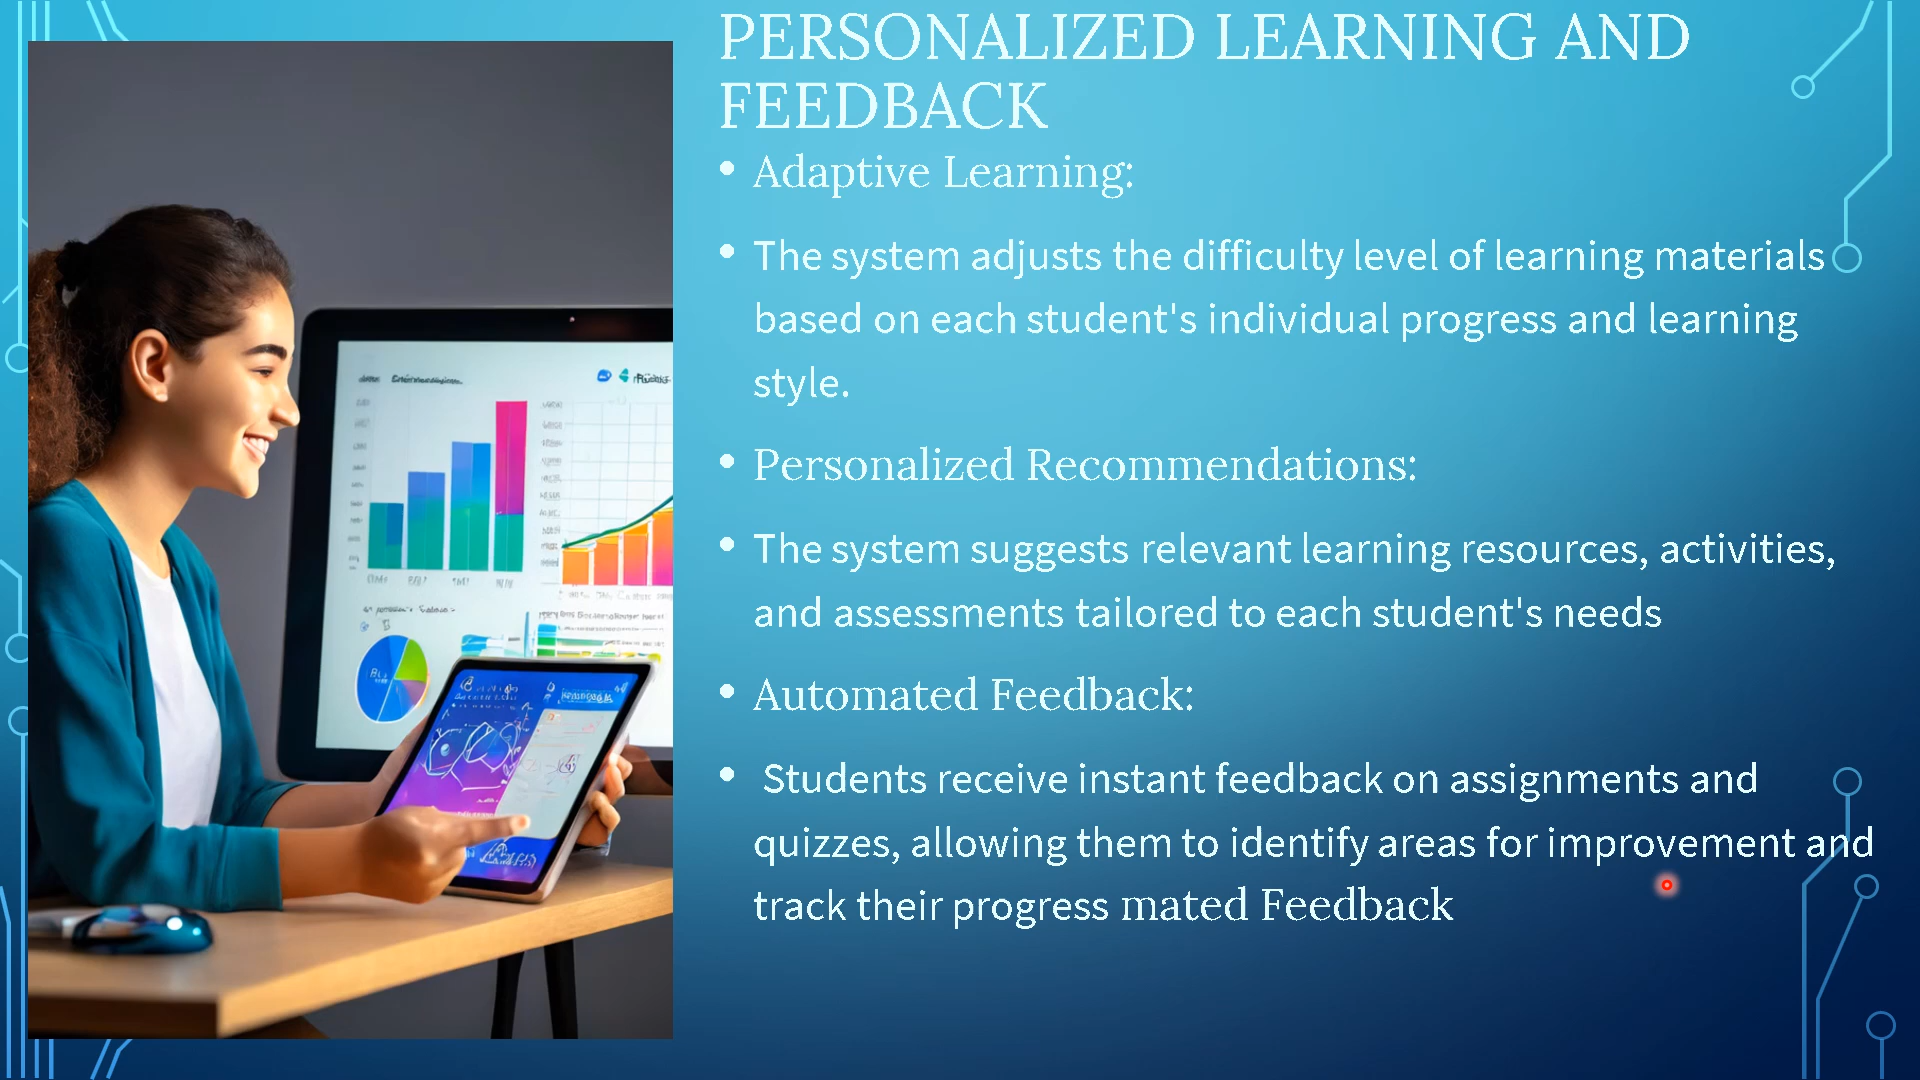 PERSONALIZED LEARNING AND
FEEDBACK
• Adaptive Learning:
• The system adjusts the difficulty level of learning materials
based on each student's individual progress and learning
style.
• Personalized Recommendations:
• The system suggests relevant learning resources, activities,
and assessments tailored to each student's needs
• Automated Feedback:
• Students receive instant feedback on assignments and
quizzes, allowing them to identify areas for improvement and
track their progress mated Feedback